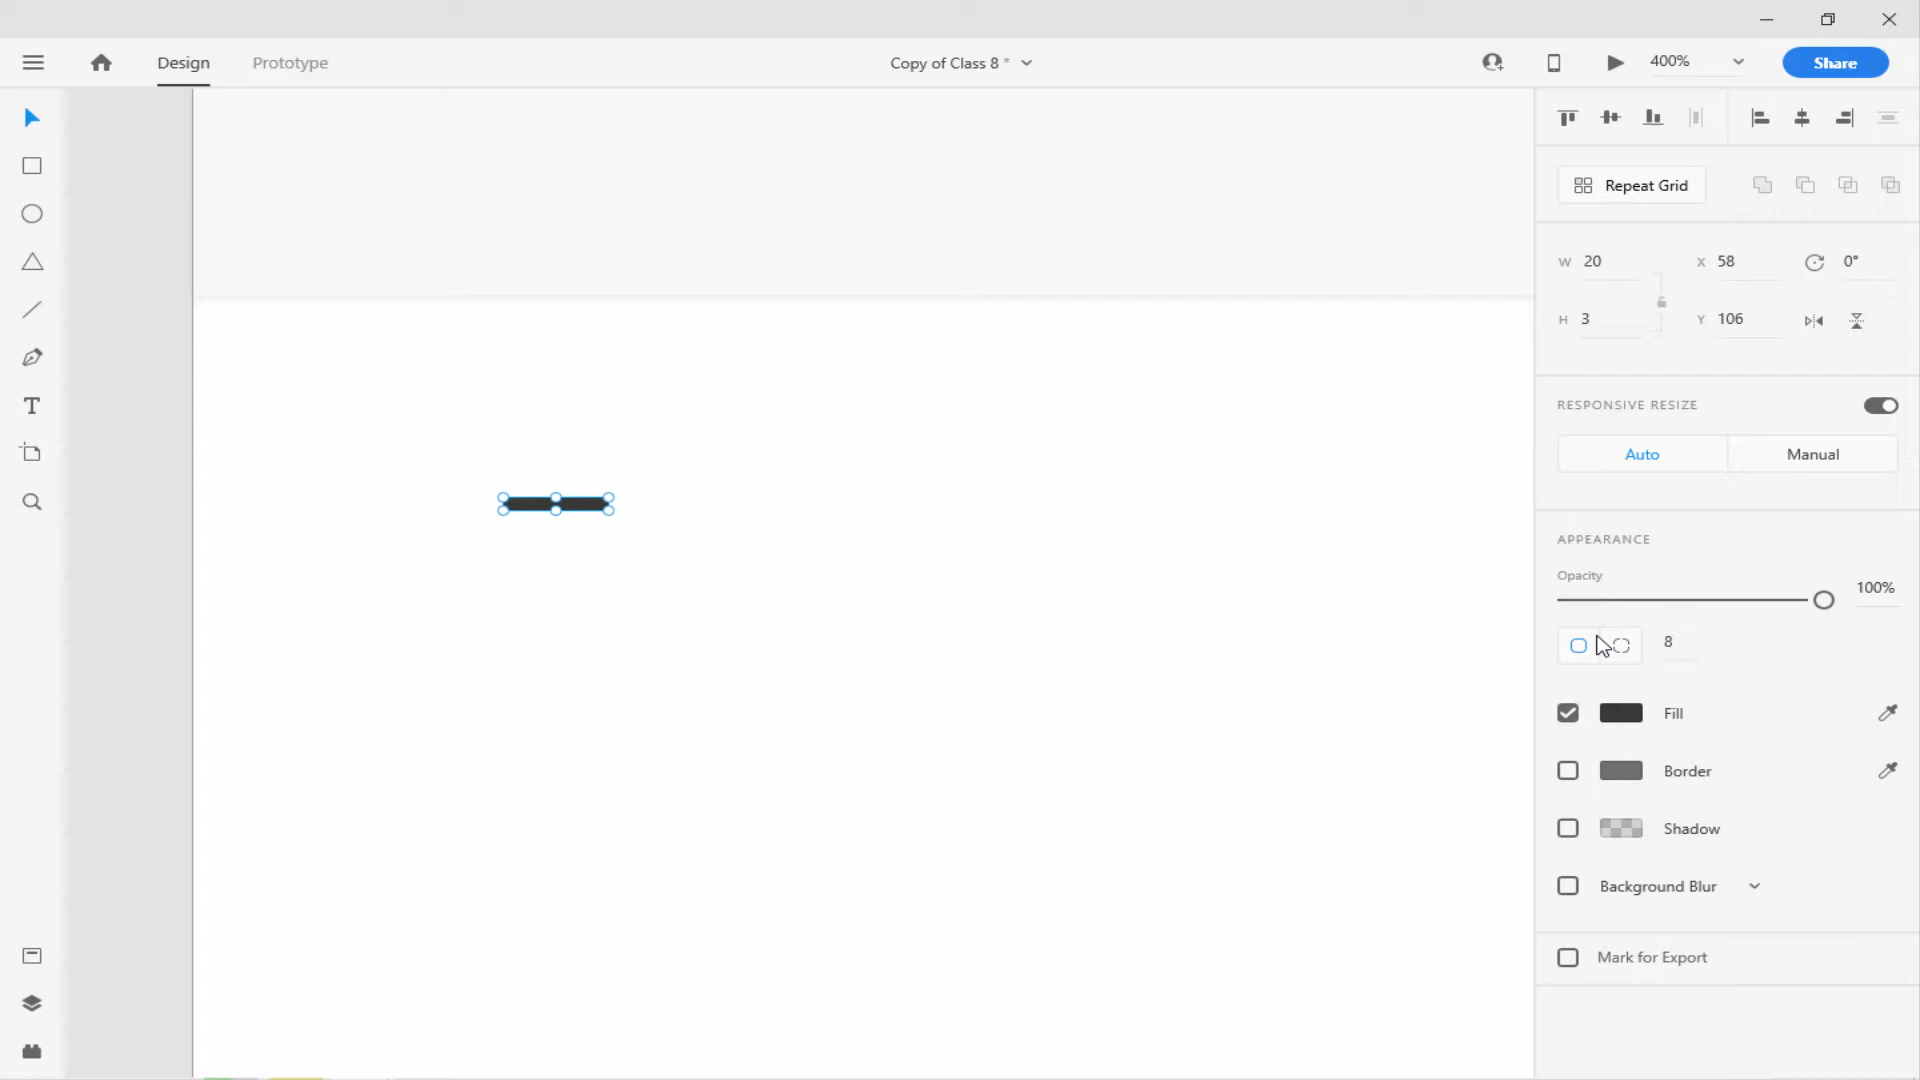 Design
Prototype
Copy of Class 8 *
400%
Share
Repeat Grid
W 20
X 58
0°
H 3
Y 106
RESPONSIVE RESIZE
Auto
Manual
APPEARANCE
Opacity
100%
8
Fill
Border
Shadow
Background Blur
Mark for Export